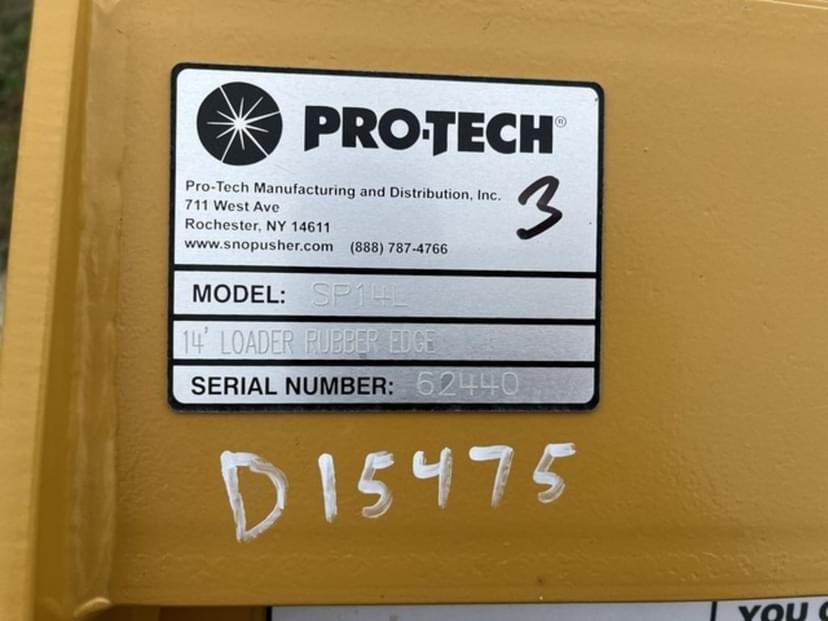 PRO-TECH®
Pro-Tech Manufacturing and Distribution, Inc.
711 West Ave
Rochester, NY 14611
www.snopusher.com (888) 787-4766
3
MODEL: SP14L
14' LOADER RUBBER EDGE
SERIAL NUMBER: 62440
D15475